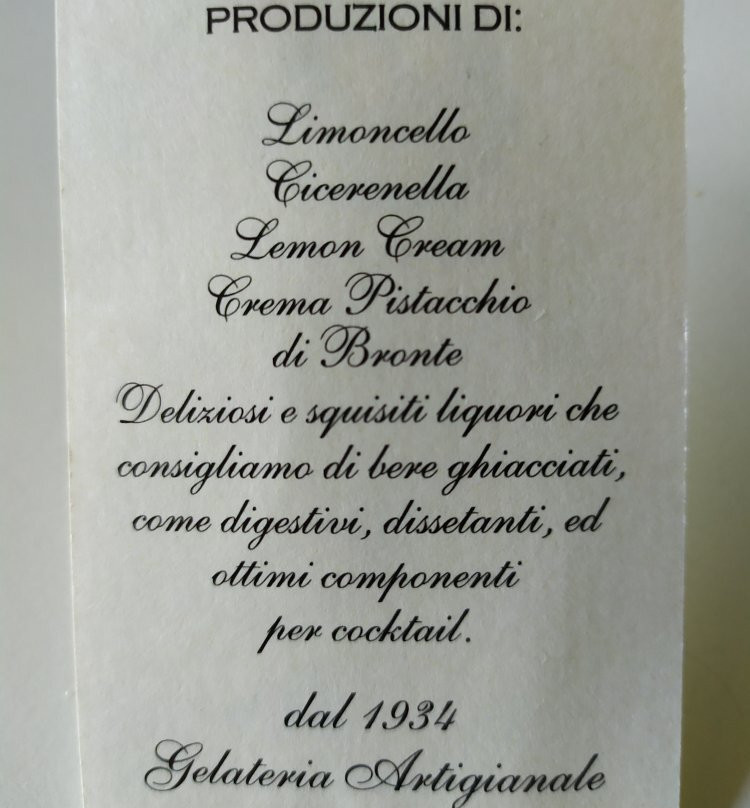 PRODUZIONI DI:
Limoncello
Cicerenella
Lemon Cream
Crema Pistacchio
di Bronte
Deliziosi e squisiti liquori che
consigliamo di bere ghiacciati,
come digestivi, dissetanti, ed
ottimi componenti
per cocktail.
dal 1934
Gelateria Artigianale